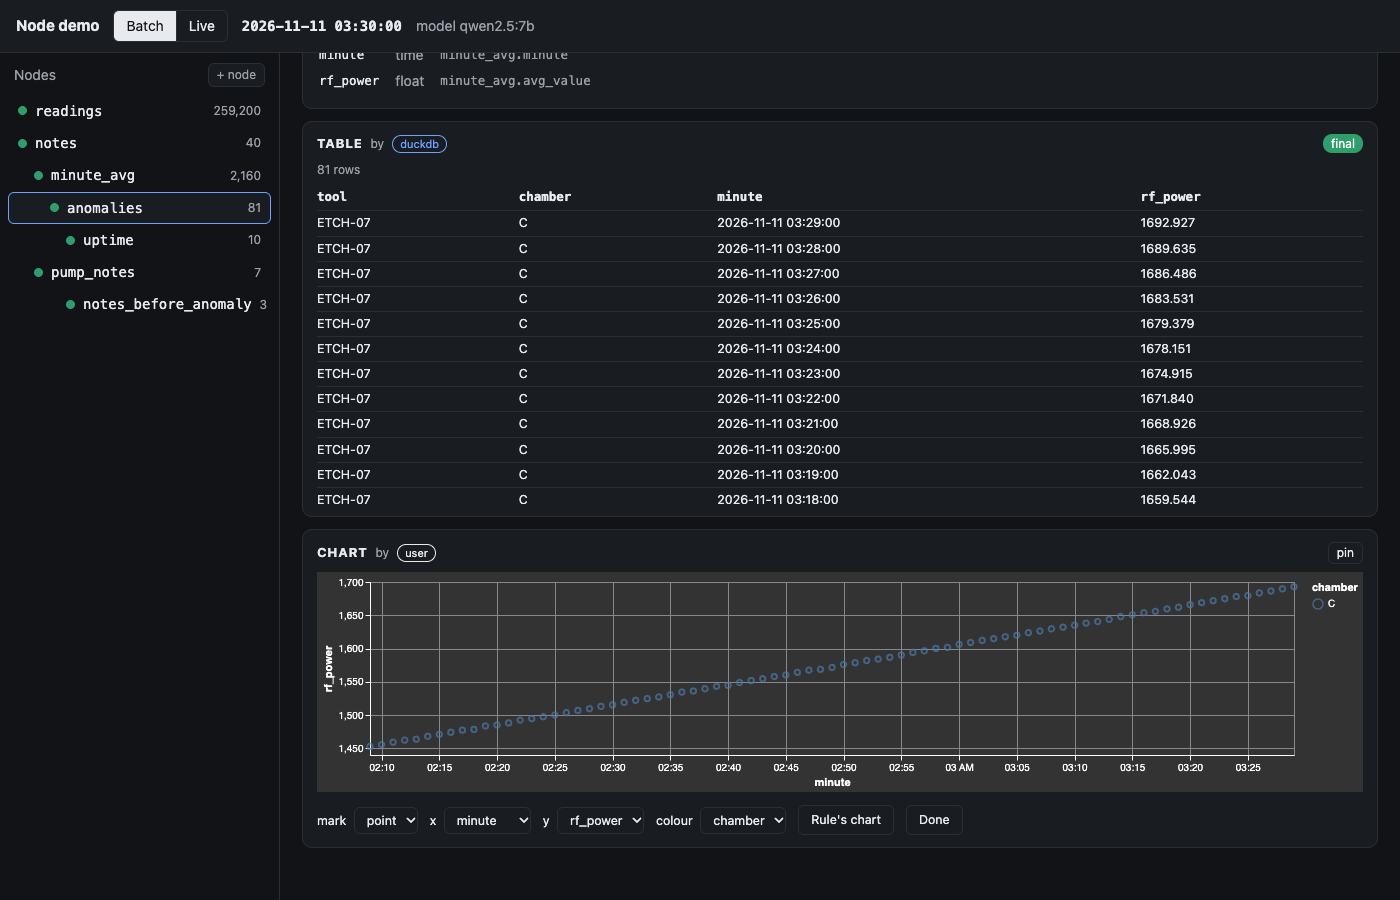 Node demo Batch Live 2026-11-11 03:30:00 model qwen2.5:7b
Nodes + node
readings 259,200
notes 40
minute_avg 2,160
anomalies 81
uptime 10
pump_notes 7
notes_before_anomaly 3
minute time minute_avg.minute
rf_power float minute_avg.avg_value
TABLE by duckdb final
81 rows
tool chamber minute rf_power
ETCH-07 C 2026-11-11 03:29:00 1692.927
ETCH-07 C 2026-11-11 03:28:00 1689.635
ETCH-07 C 2026-11-11 03:27:00 1686.486
ETCH-07 C 2026-11-11 03:26:00 1683.531
ETCH-07 C 2026-11-11 03:25:00 1679.379
ETCH-07 C 2026-11-11 03:24:00 1678.151
ETCH-07 C 2026-11-11 03:23:00 1674.915
ETCH-07 C 2026-11-11 03:22:00 1671.840
ETCH-07 C 2026-11-11 03:21:00 1668.926
ETCH-07 C 2026-11-11 03:20:00 1665.995
ETCH-07 C 2026-11-11 03:19:00 1662.043
ETCH-07 C 2026-11-11 03:18:00 1659.544
CHART by user pin
1,700
1,650
1,600
1,550
1,500
1,450
rf_power
02:10 02:15 02:20 02:25 02:30 02:35 02:40 02:45 02:50 02:55 03 AM 03:05 03:10 03:15 03:20 03:25
minute
chamber
C
mark point x minute y rf_power colour chamber Rule's chart Done